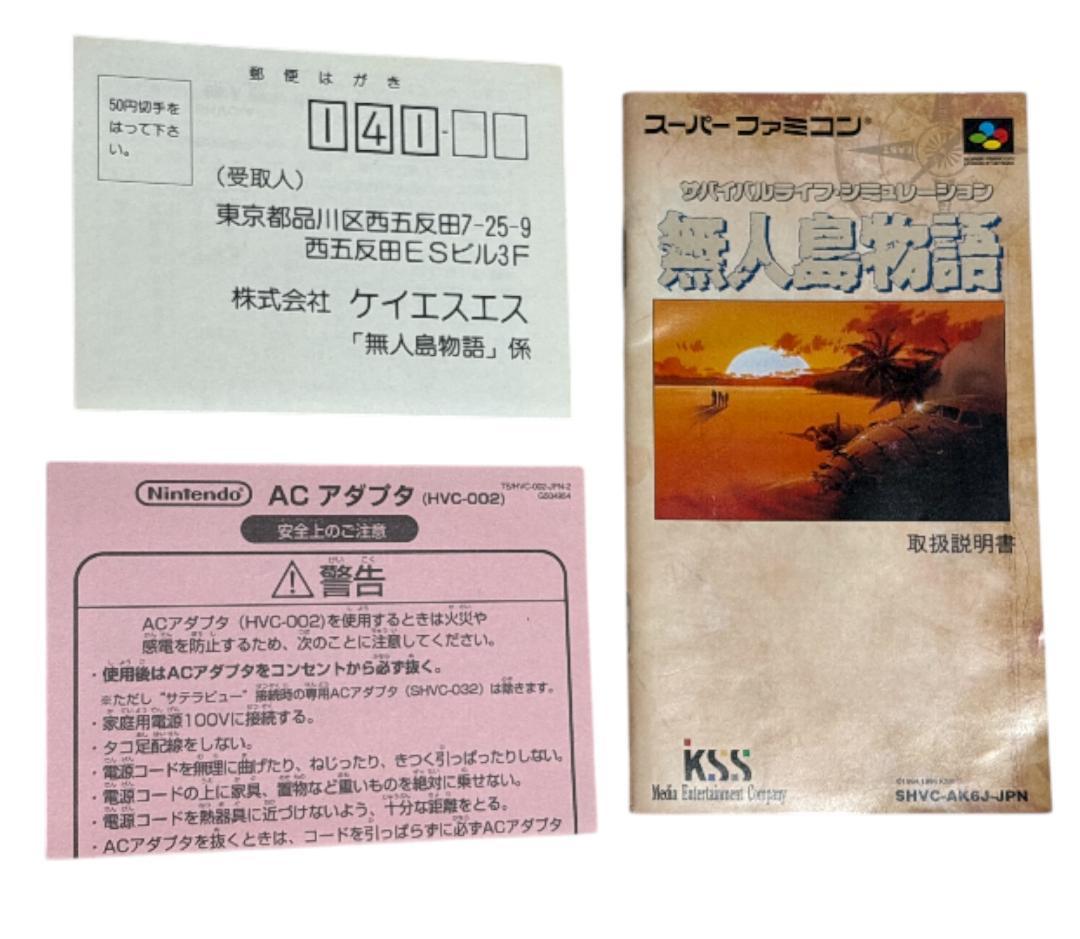 郵便はがき
50円切手を
はって下さ
い。
141-
(受取人)
東京都品川区西五反田7-25-9
西五反田ESビル3F
株式会社 ケイエスエス
「無人島物語」係
スーパーファミコン®
EAST
サバイバルライフ・シミュレーション
無人島物語
取扱説明書
KSS
Media Entertainment Company
SHVC-AK6J-JPN
Nintendo® ACアダプタ(HVC-002)
安全上のご注意
警告
ACアダプタ(HVC-002)を使用するときは火災や
感電を防止するため、次のことに注意してください。
・使用後はACアダプタをコンセントから必ず抜く。
※ただし“サテラビュー”接続時の専用ACアダプタ(SHVC-032)は除きます。
・家庭用電源100Vに接続する。
・タコ足配線をしない。
・電源コードを無理に曲げたり、ねじったり、きつく引っぱったりしない。
・電源コードの上に家具、置物など重いものを絶対に乗せない。
・電源コードを熱器具に近づけないよう、十分な距離をとる。
・ACアダプタを抜くときは、コードを引っぱらずに必ずACアダプタ